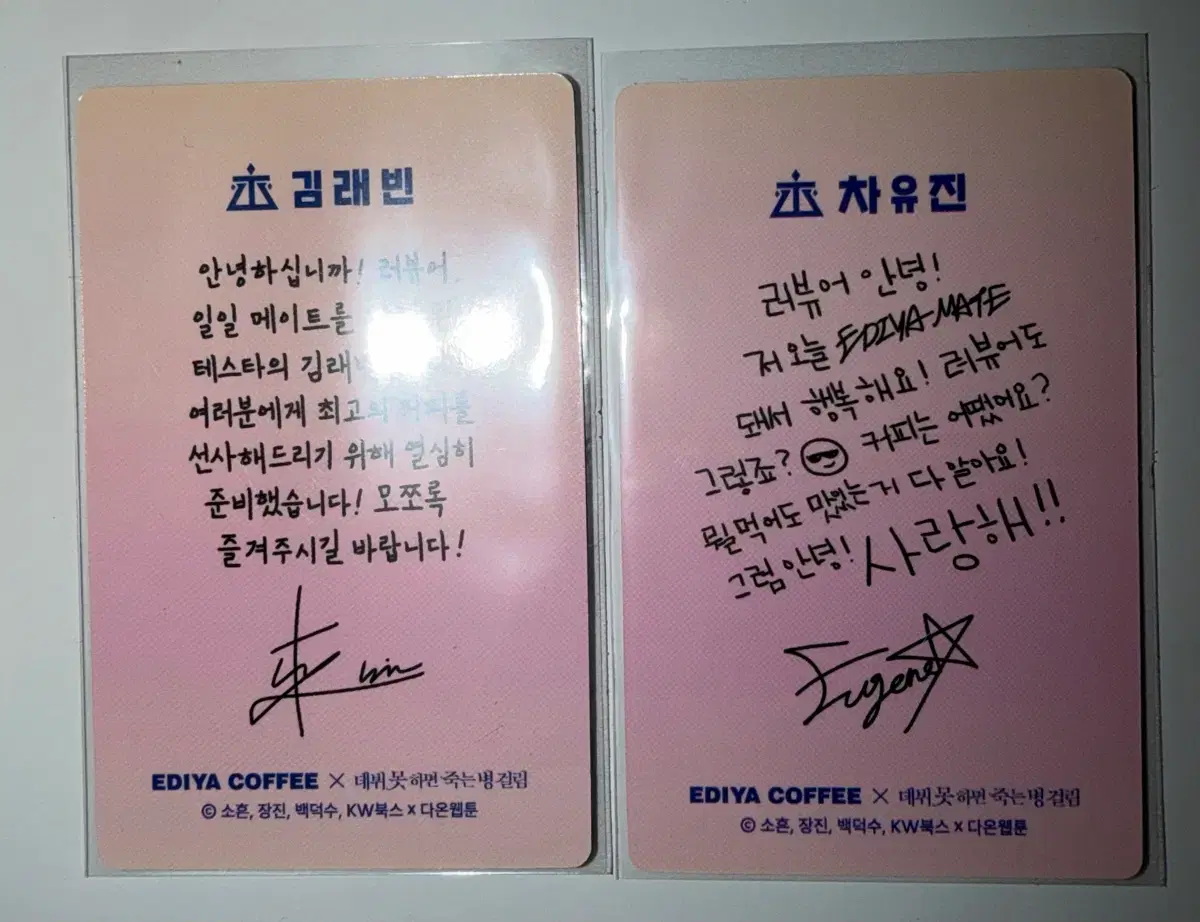 김래빈
안녕하십니까! 러뷰어
일일 메이트를
테스타의
여러분에게 최고의 커피를
선사해드리기 위해 열심히
준비했습니다! 모쪼록
즐겨주시길 바랍니다!
EDIYA COFFEE × 데뷔 못 하면 죽는 병 걸림
© 소흔, 장진, 백덕수, KW북스 x 다온웹툰
차유진
러뷰어 안녕!
저 오늘 EDIYA-MATE
돼서 행복해요! 러뷰어도
그렇죠? 커피는 어땠어요?
뭘 먹어도 맛있는 거 다 알아요!
그럼 안녕! 사랑해!!
Eugene
EDIYA COFFEE × 데뷔 못 하면 죽는 병 걸림
© 소흔, 장진, 백덕수, KW북스 x 다온웹툰